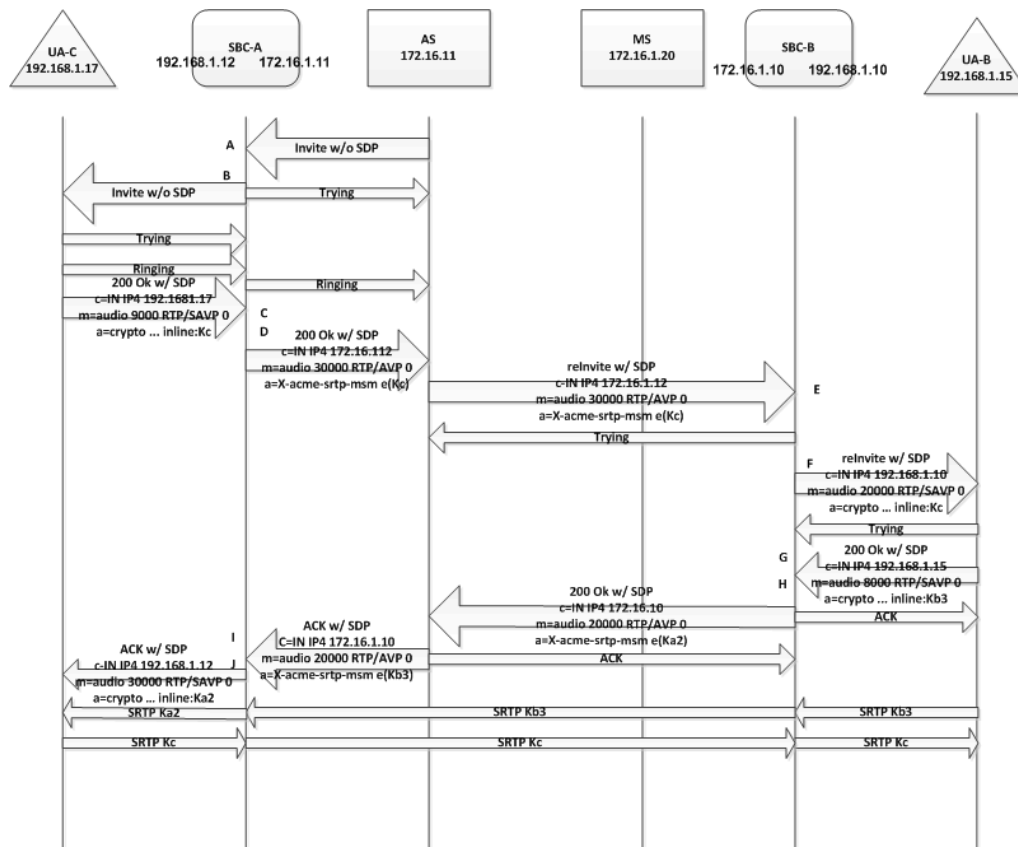 UA-C
192.168.1.17
SBC-A
192.168.1.12 172.16.1.11
AS
172.16.11
MS
172.16.1.20
SBC-B
172.16.1.10 192.168.1.10
UA-B
192.168.1.15
A
Invite w/o SDP
B
Invite w/o SDP
Trying
Trying
Ringing
Ringing
200 Ok w/ SDP
c=IN IP4 192.1681.17
m=audio 9000 RTP/SAVP 0
a=crypto ... inline:Kc
C
D
200 Ok w/ SDP
c=IN IP4 172.16.112
m=audio 30000 RTP/AVP 0
a=X-acme-srtp-msm e(Kc)
reInvite w/ SDP
c-IN IP4 172.16.1.12
m=audio 30000 RTP/AVP 0
a=X-acme-srtp-msm e(Kc)
E
Trying
F
reInvite w/ SDP
c-IN IP4 192.168.1.10
m=audio 20000 RTP/SAVP 0
a=crypto ... inline:Kc
Trying
G
H
200 Ok w/ SDP
c=IN IP4 192.168.1.15
m=audio 8000 RTP/SAVP 0
a=crypto ... inline:Kb3
200 Ok w/ SDP
c=IN IP4 172.16.10
m=audio 20000 RTP/AVP 0
a=X-acme-srtp-msm e(Ka2)
ACK
I
J
ACK w/ SDP
C=IN IP4 172.16.1.10
m=audio 20000 RTP/AVP 0
a=X-acme-srtp-msm e(Kb3)
ACK
ACK w/ SDP
c-IN IP4 192.168.1.12
m=audio 30000 RTP/SAVP 0
a=crypto ... inline:Ka2
SRTP Ka2
SRTP Kb3
SRTP Kb3
SRTP Kc
SRTP Kc
SRTP Kc